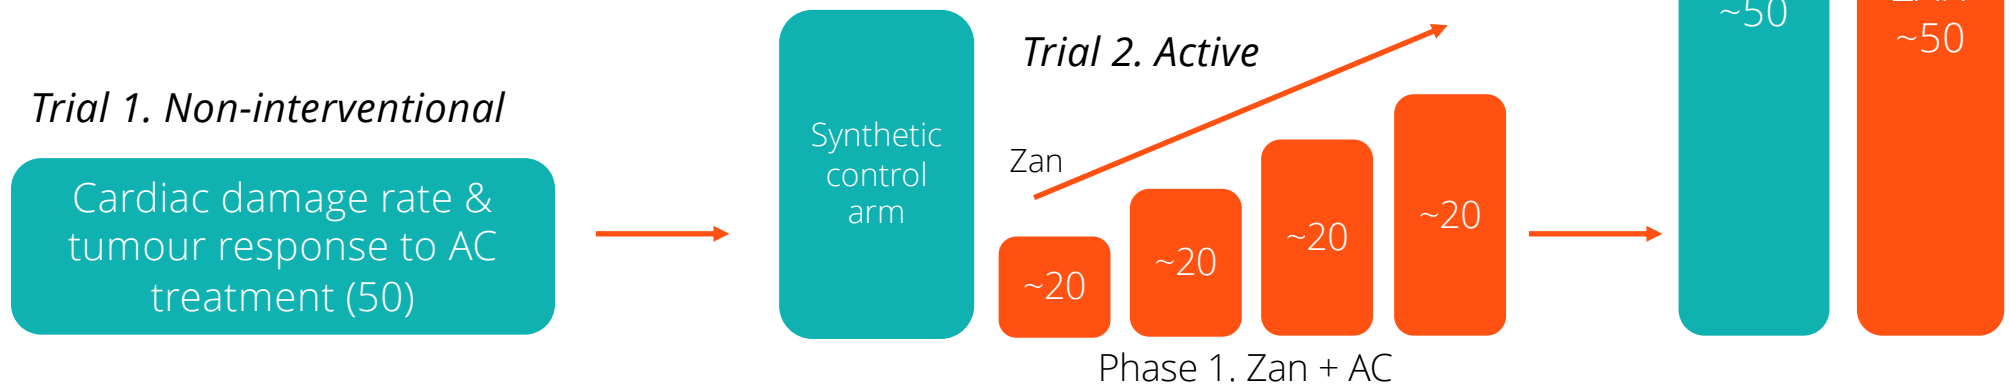 Trial 1. Non-interventional
Cardiac damage rate &
tumour response to AC
treatment (50)
Synthetic
control
arm
Trial 2. Active
Zan
~20
~20
~20
~20
Phase 1. Zan + AC
~50
~50